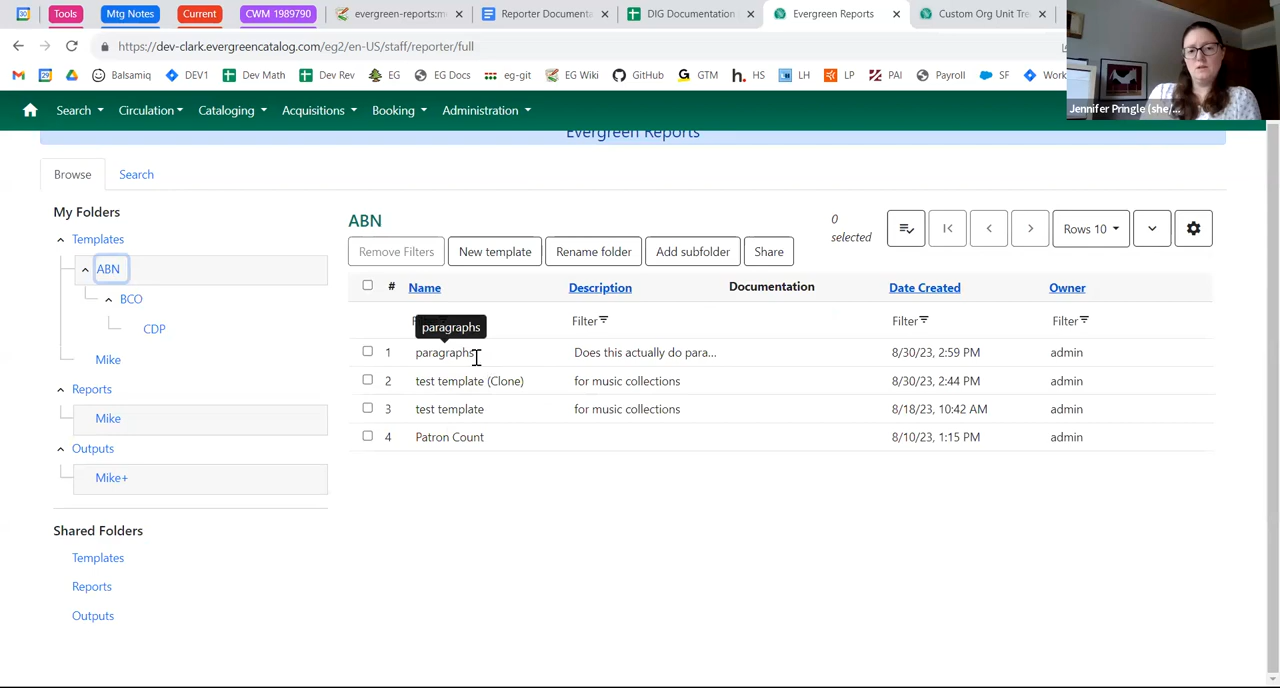 Tools Mtg Notes Current CWM 1989790 evergreen-reports:m Reporter Documenta DIG Documentation Evergreen Reports Custom Org Unit Tre
https://dev-clark.evergreencatalog.com/eg2/en-US/staff/reporter/full
Balsamiq DEV1 Dev Math Dev Rev EG EG Docs eg-git EG Wiki GitHub GTM HS LH LP PAI Payroll SF Work
Jennifer Pringle (she/...
Search Circulation Cataloging Acquisitions Booking Administration
Evergreen Reports
Browse Search
My Folders
Templates
ABN
BCO
CDP
Mike
Reports
Mike
Outputs
Mike+
Shared Folders
Templates
Reports
Outputs
ABN
0 selected
Rows 10
Remove Filters New template Rename folder Add subfolder Share
# Name Description Documentation Date Created Owner
Filter Filter Filter
paragraphs
1 paragraphs Does this actually do para... 8/30/23, 2:59 PM admin
2 test template (Clone) for music collections 8/30/23, 2:44 PM admin
3 test template for music collections 8/18/23, 10:42 AM admin
4 Patron Count 8/10/23, 1:15 PM admin